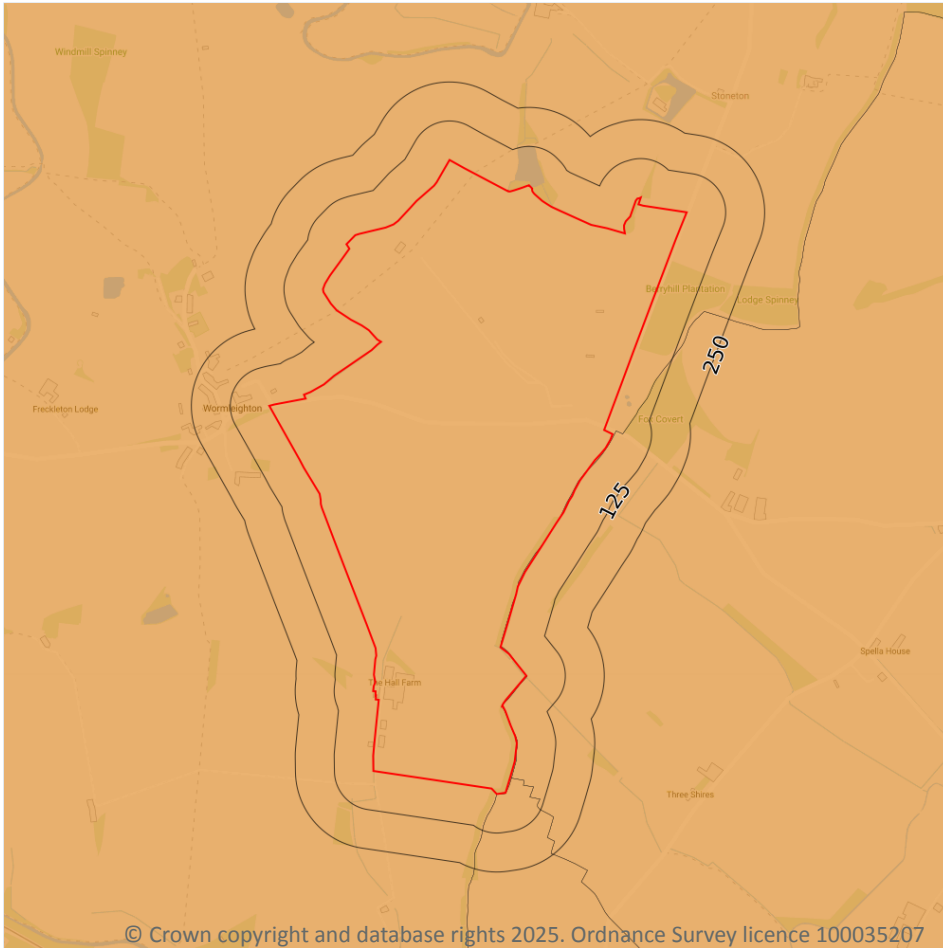 Windmill Spinney
Stoneton
Berryhill Plantation
Lodge Spinney
250
Freckleton Lodge
Wormleighton
Fox Covert
125
Spella House
The Hall Farm
Three Shires
© Crown copyright and database rights 2025. Ordnance Survey licence 100035207